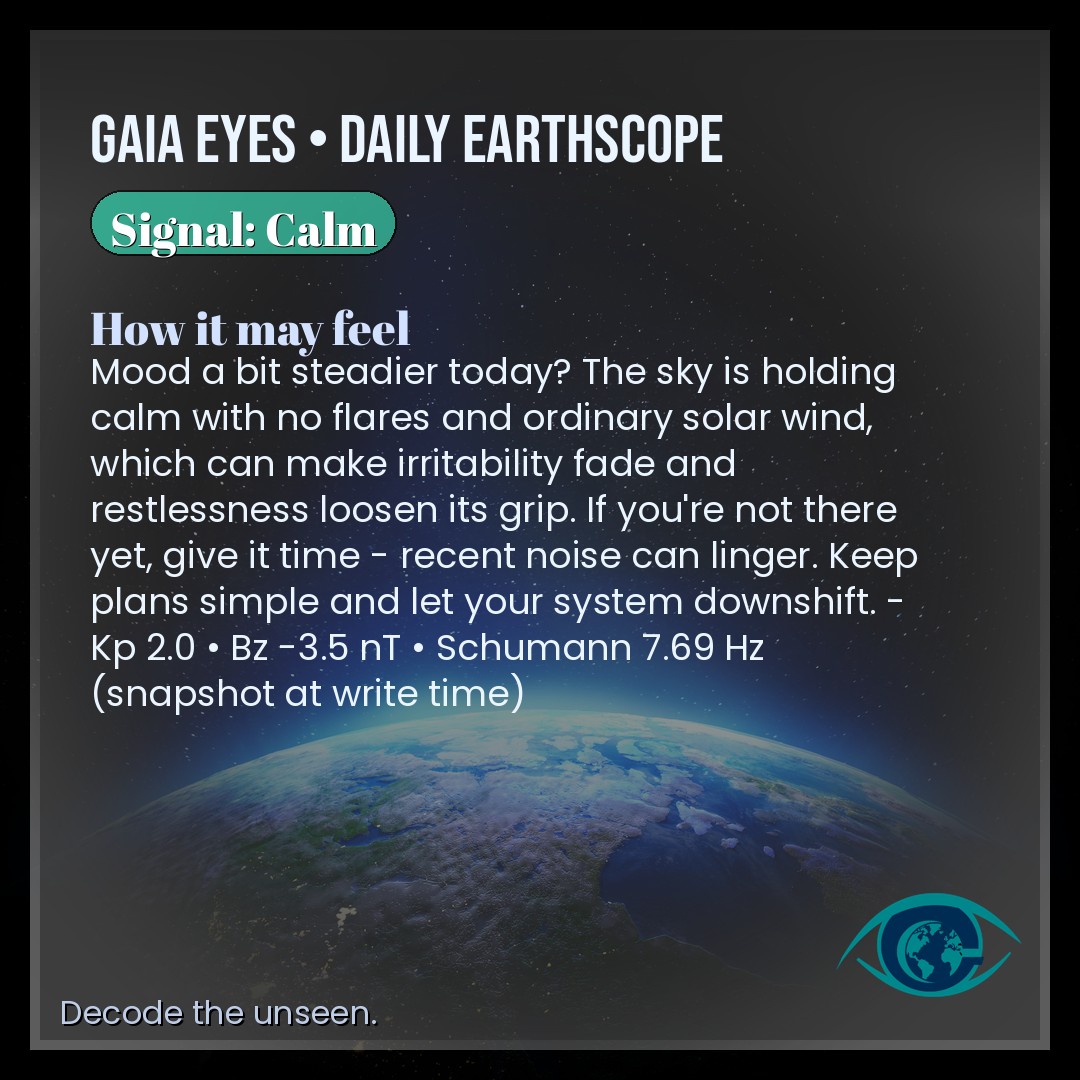 GAIA EYES • DAILY EARTHSCOPE
Signal: Calm
How it may feel
Mood a bit steadier today? The sky is holding
calm with no flares and ordinary solar wind,
which can make irritability fade and
restlessness loosen its grip. If you're not there
yet, give it time - recent noise can linger. Keep
plans simple and let your system downshift. -
Kp 2.0 • Bz -3.5 nT • Schumann 7.69 Hz
(snapshot at write time)
Decode the unseen.